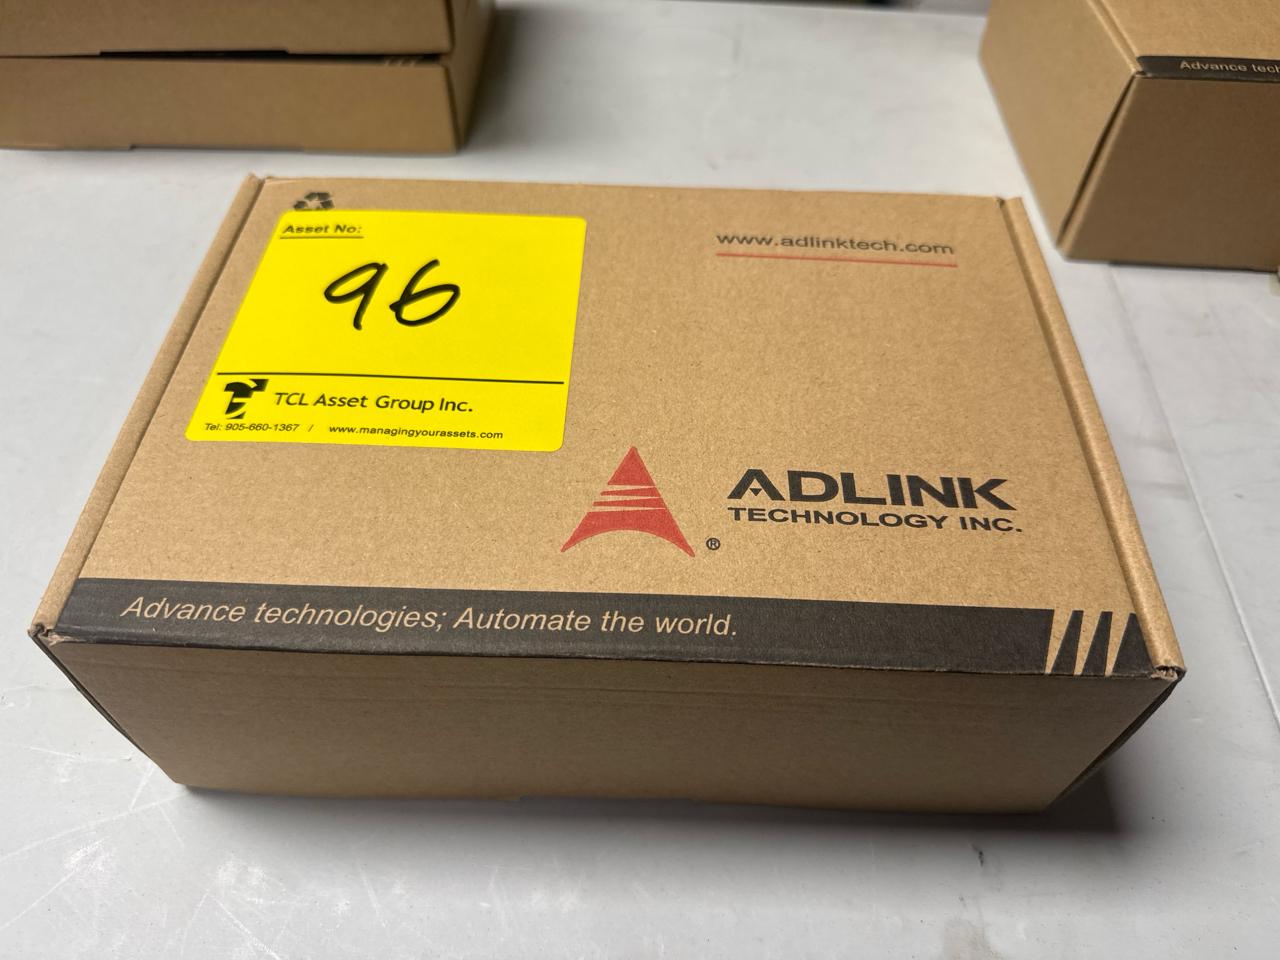 Advance tech
www.adlinktech.com
Asset No:
96
TCL Asset Group Inc.
Tel: 905-660-1367 / www.managingyourassets.com
ADLINK
TECHNOLOGY INC.
®
Advance technologies; Automate the world.